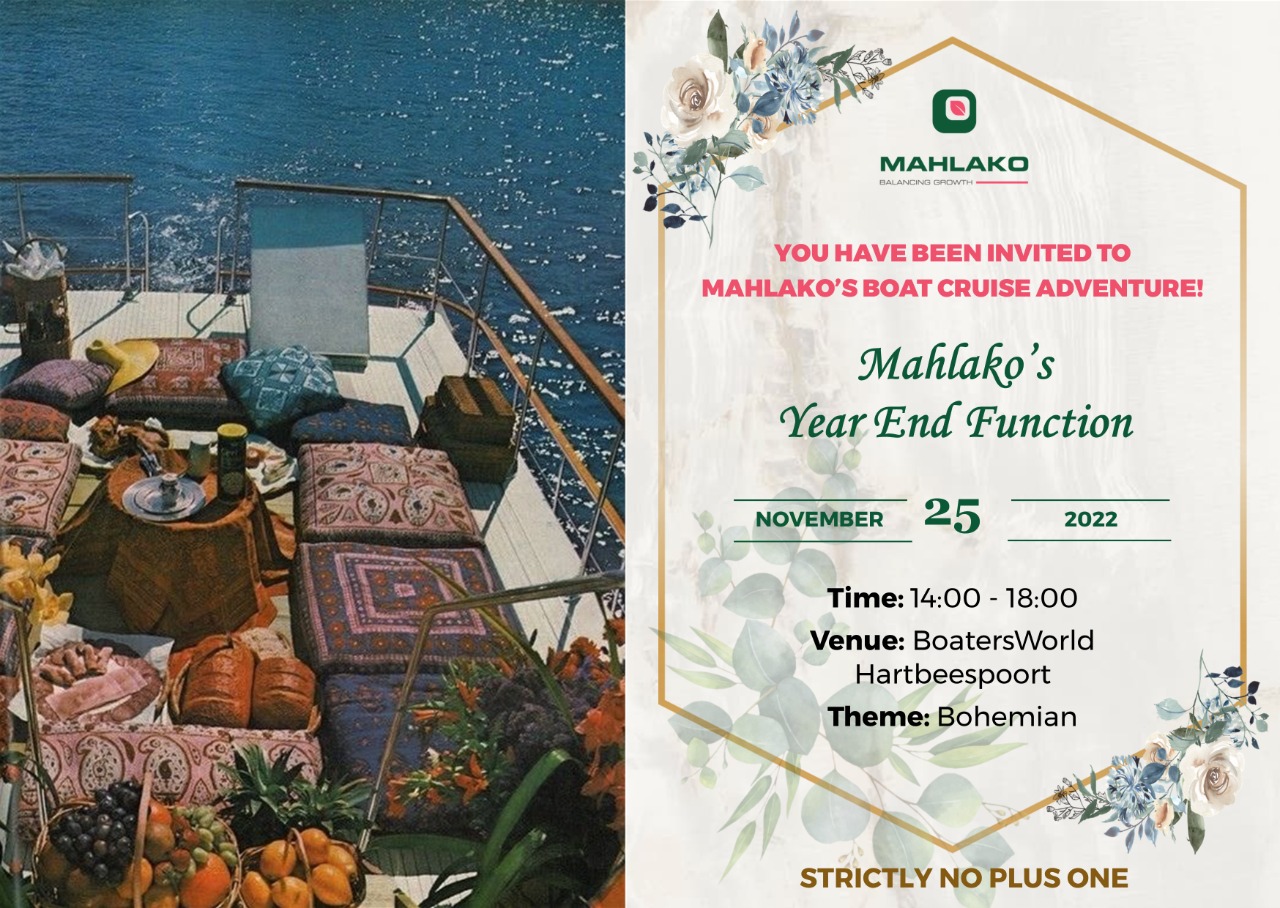 MAHLAKO
BALANCING GROWTH
YOU HAVE BEEN INVITED TO
MAHLAKO'S BOAT CRUISE ADVENTURE!
Mahlako's
Year End Function
NOVEMBER 25 2022
Time: 14:00 - 18:00
Venue: BoatersWorld
Hartbeespoort
Theme: Bohemian
STRICTLY NO PLUS ONE